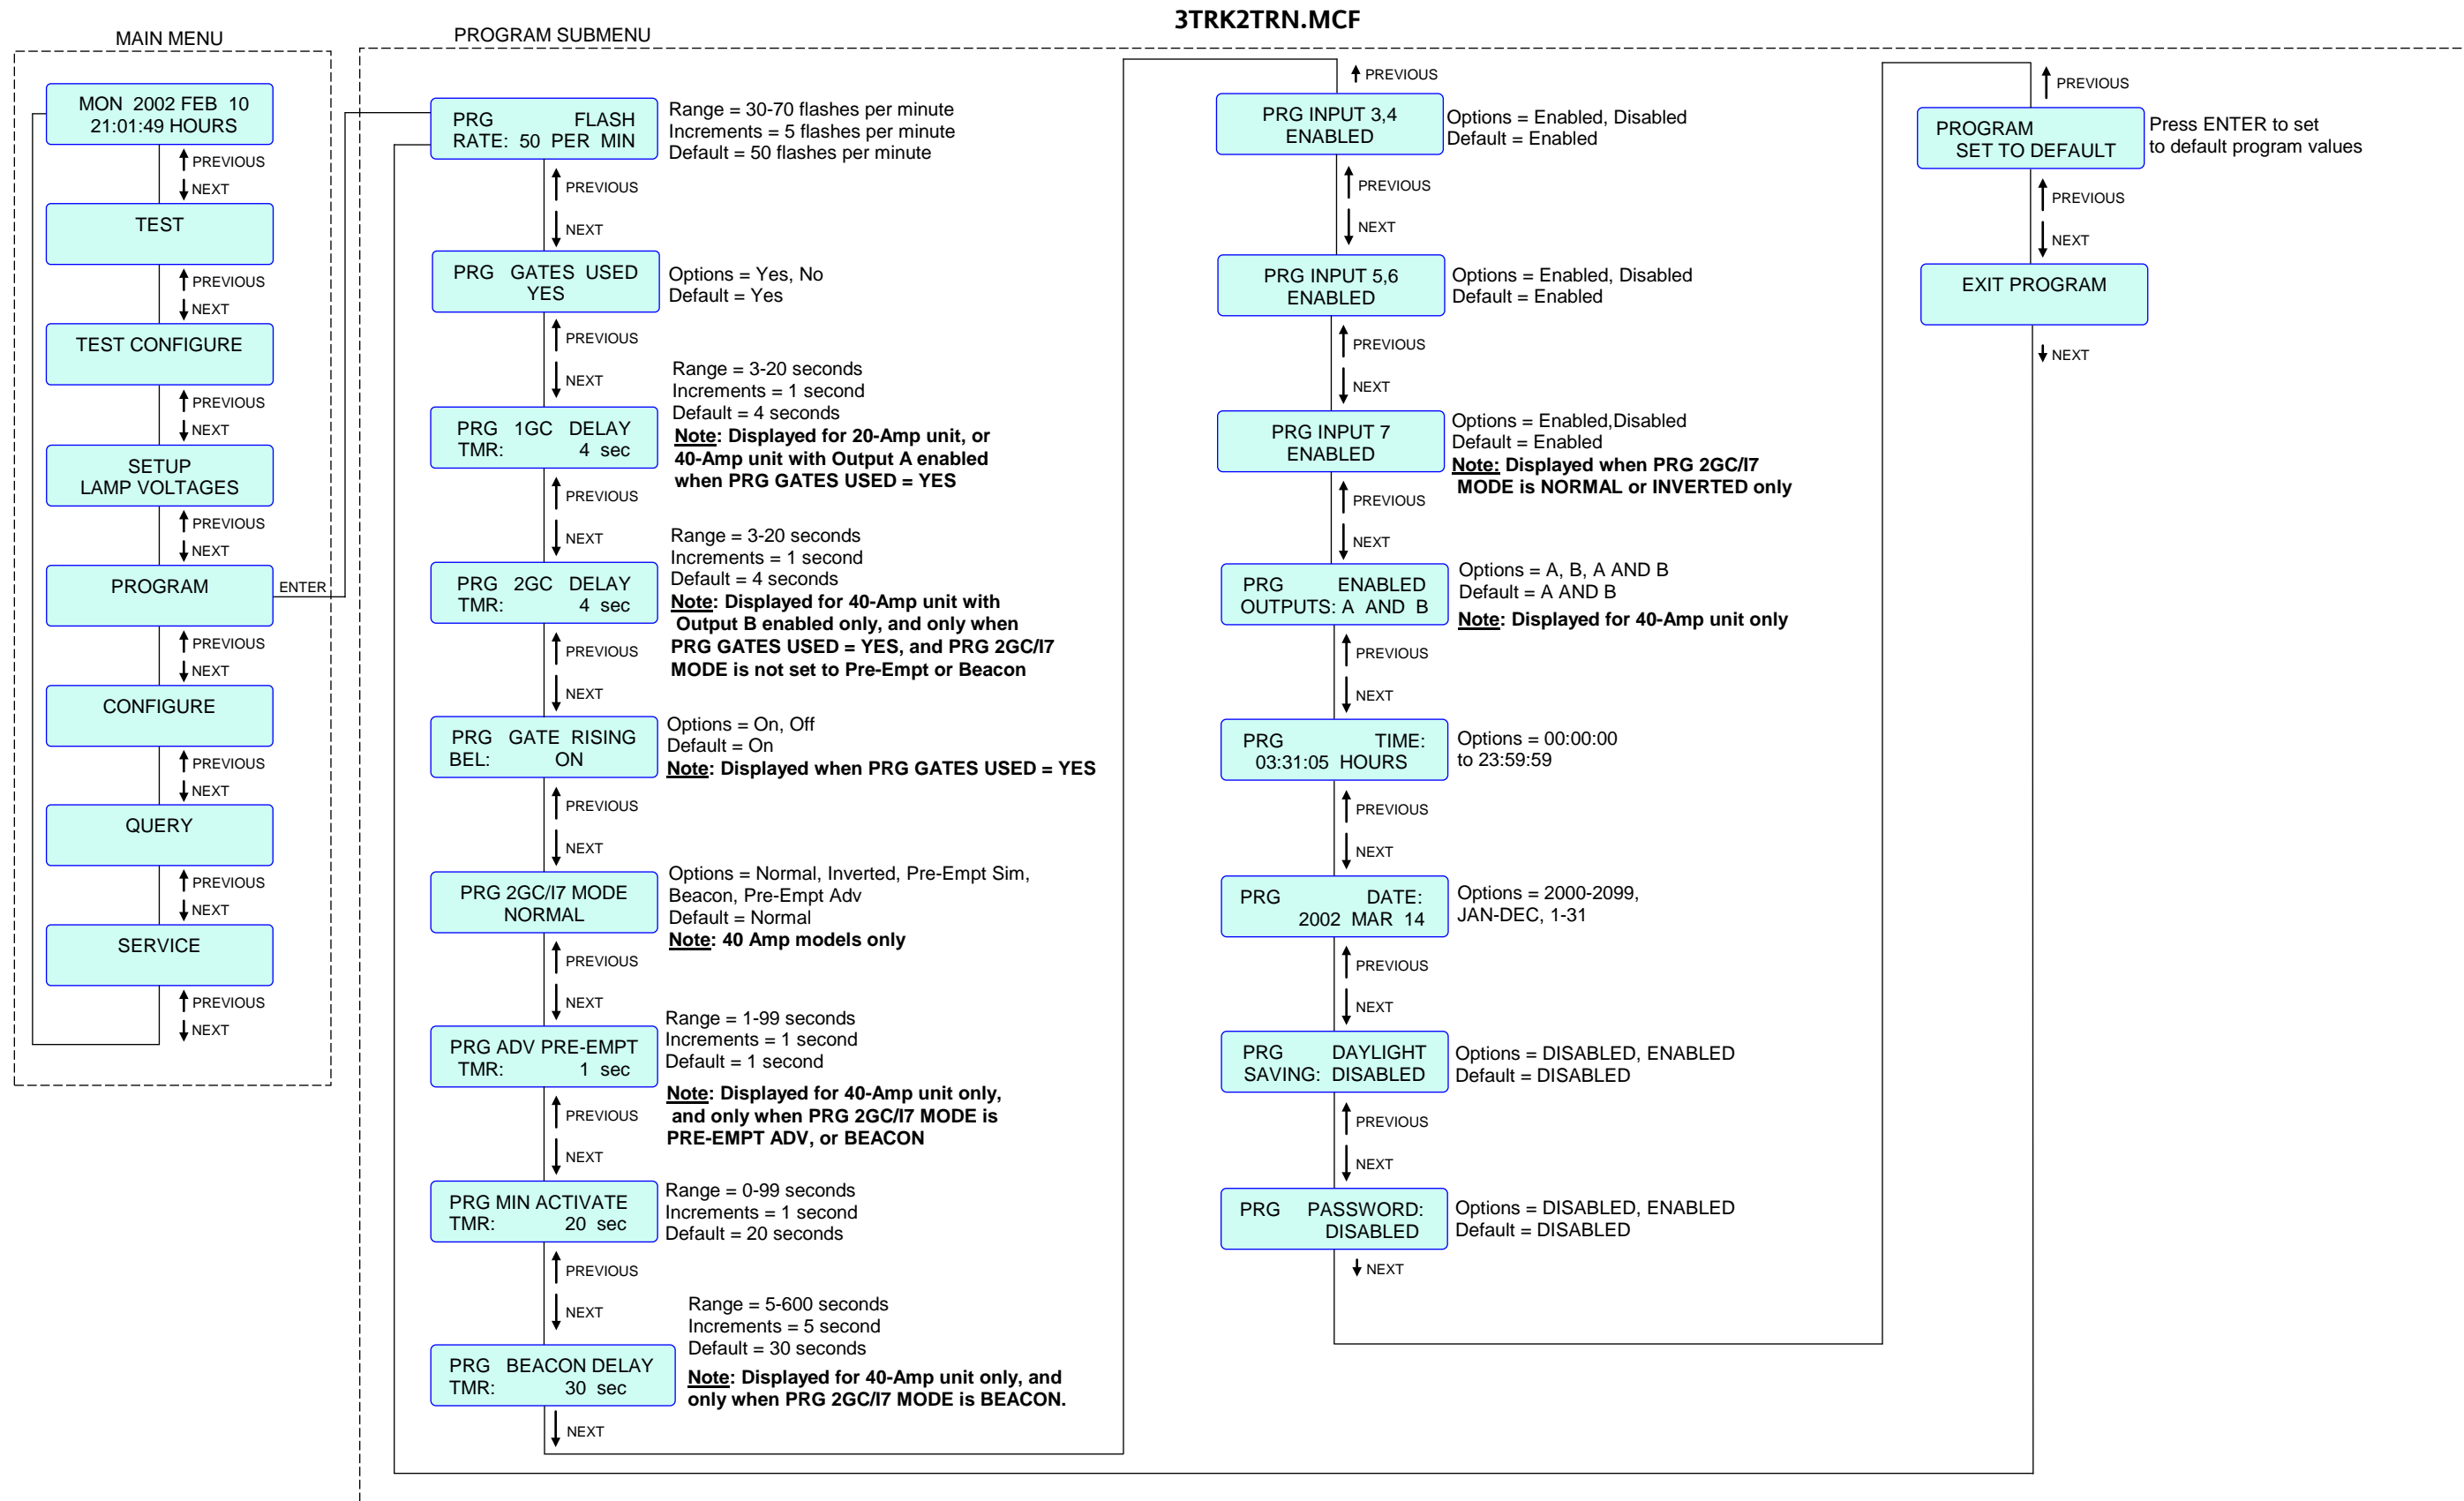 3TRK2TRN.MCF
MAIN MENU
MON 2002 FEB 10
21:01:49 HOURS
PREVIOUS
NEXT
TEST
PREVIOUS
NEXT
TEST CONFIGURE
PREVIOUS
NEXT
SETUP
LAMP VOLTAGES
PREVIOUS
NEXT
PROGRAM
ENTER
PREVIOUS
NEXT
CONFIGURE
PREVIOUS
NEXT
QUERY
PREVIOUS
NEXT
SERVICE
PREVIOUS
NEXT
PROGRAM SUBMENU
PRG FLASH
RATE: 50 PER MIN
Range = 30-70 flashes per minute
Increments = 5 flashes per minute
Default = 50 flashes per minute
PREVIOUS
NEXT
PRG GATES USED
YES
Options = Yes, No
Default = Yes
PREVIOUS
NEXT
PRG 1GC DELAY
TMR: 4 sec
Range = 3-20 seconds
Increments = 1 second
Default = 4 seconds
Note: Displayed for 20-Amp unit, or
40-Amp unit with Output A enabled
when PRG GATES USED = YES
PREVIOUS
NEXT
PRG 2GC DELAY
TMR: 4 sec
Range = 3-20 seconds
Increments = 1 second
Default = 4 seconds
Note: Displayed for 40-Amp unit with
Output B enabled only, and only when
PRG GATES USED = YES, and PRG 2GC/I7
MODE is not set to Pre-Empt or Beacon
PREVIOUS
NEXT
PRG GATE RISING
BEL: ON
Options = On, Off
Default = On
Note: Displayed when PRG GATES USED = YES
PREVIOUS
NEXT
PRG 2GC/I7 MODE
NORMAL
Options = Normal, Inverted, Pre-Empt Sim,
Beacon, Pre-Empt Adv
Default = Normal
Note: 40 Amp models only
PREVIOUS
NEXT
PRG ADV PRE-EMPT
TMR: 1 sec
Range = 1-99 seconds
Increments = 1 second
Default = 1 second
Note: Displayed for 40-Amp unit only,
and only when PRG 2GC/I7 MODE is
PRE-EMPT ADV, or BEACON
PREVIOUS
NEXT
PRG MIN ACTIVATE
TMR: 20 sec
Range = 0-99 seconds
Increments = 1 second
Default = 20 seconds
PREVIOUS
NEXT
PRG BEACON DELAY
TMR: 30 sec
Range = 5-600 seconds
Increments = 5 second
Default = 30 seconds
Note: Displayed for 40-Amp unit only, and
only when PRG 2GC/I7 MODE is BEACON.
NEXT
PREVIOUS
PRG INPUT 3,4
ENABLED
Options = Enabled, Disabled
Default = Enabled
PREVIOUS
NEXT
PRG INPUT 5,6
ENABLED
Options = Enabled, Disabled
Default = Enabled
PREVIOUS
NEXT
PRG INPUT 7
ENABLED
Options = Enabled,Disabled
Default = Enabled
Note: Displayed when PRG 2GC/I7
MODE is NORMAL or INVERTED only
PREVIOUS
NEXT
PRG ENABLED
OUTPUTS: A AND B
Options = A, B, A AND B
Default = A AND B
Note: Displayed for 40-Amp unit only
PREVIOUS
NEXT
PRG TIME:
03:31:05 HOURS
Options = 00:00:00
to 23:59:59
PREVIOUS
NEXT
PRG DATE:
2002 MAR 14
Options = 2000-2099,
JAN-DEC, 1-31
PREVIOUS
NEXT
PRG DAYLIGHT
SAVING: DISABLED
Options = DISABLED, ENABLED
Default = DISABLED
PREVIOUS
NEXT
PRG PASSWORD:
DISABLED
Options = DISABLED, ENABLED
Default = DISABLED
NEXT
PREVIOUS
PROGRAM
SET TO DEFAULT
Press ENTER to set
to default program values
PREVIOUS
NEXT
EXIT PROGRAM
NEXT